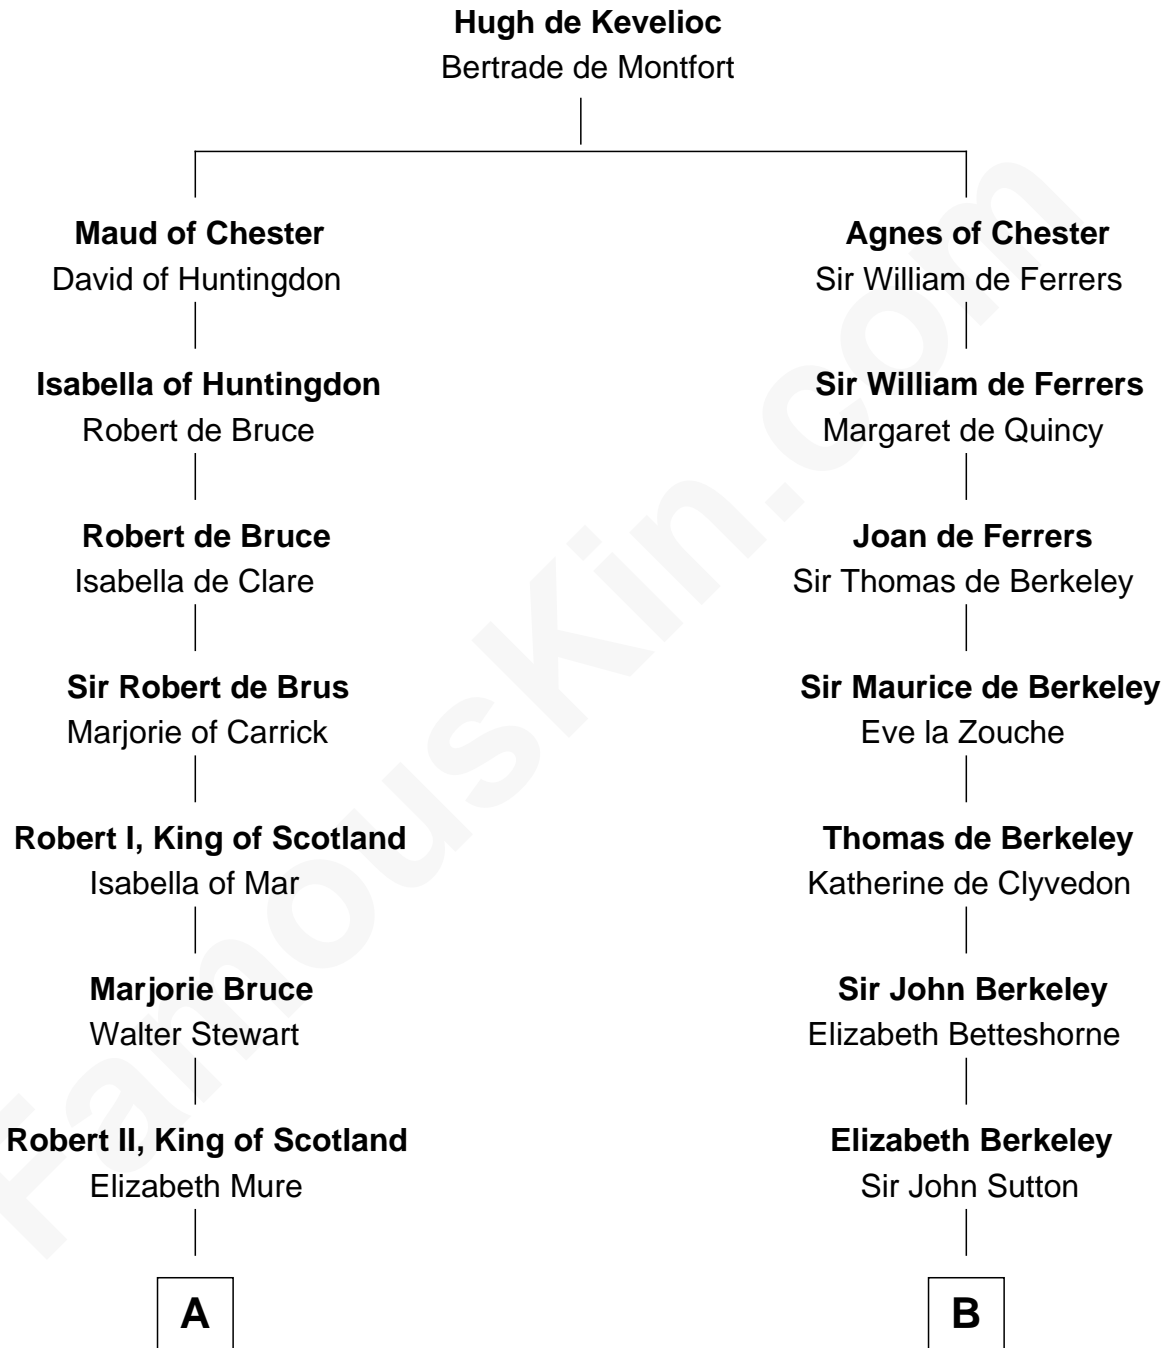 Hugh de Kevelioc
Bertrade de Montfort
Maud of Chester
David of Huntingdon
Agnes of Chester
Sir William de Ferrers
Isabella of Huntingdon
Robert de Bruce
Sir William de Ferrers
Margaret de Quincy
Robert de Bruce
Isabella de Clare
Joan de Ferrers
Sir Thomas de Berkeley
Sir Robert de Brus
Marjorie of Carrick
Sir Maurice de Berkeley
Eve la Zouche
Robert I, King of Scotland
Isabella of Mar
Thomas de Berkeley
Katherine de Clyvedon
Marjorie Bruce
Walter Stewart
Sir John Berkeley
Elizabeth Betteshorne
Robert II, King of Scotland
Elizabeth Mure
Elizabeth Berkeley
Sir John Sutton
A
B
FamousKin.com